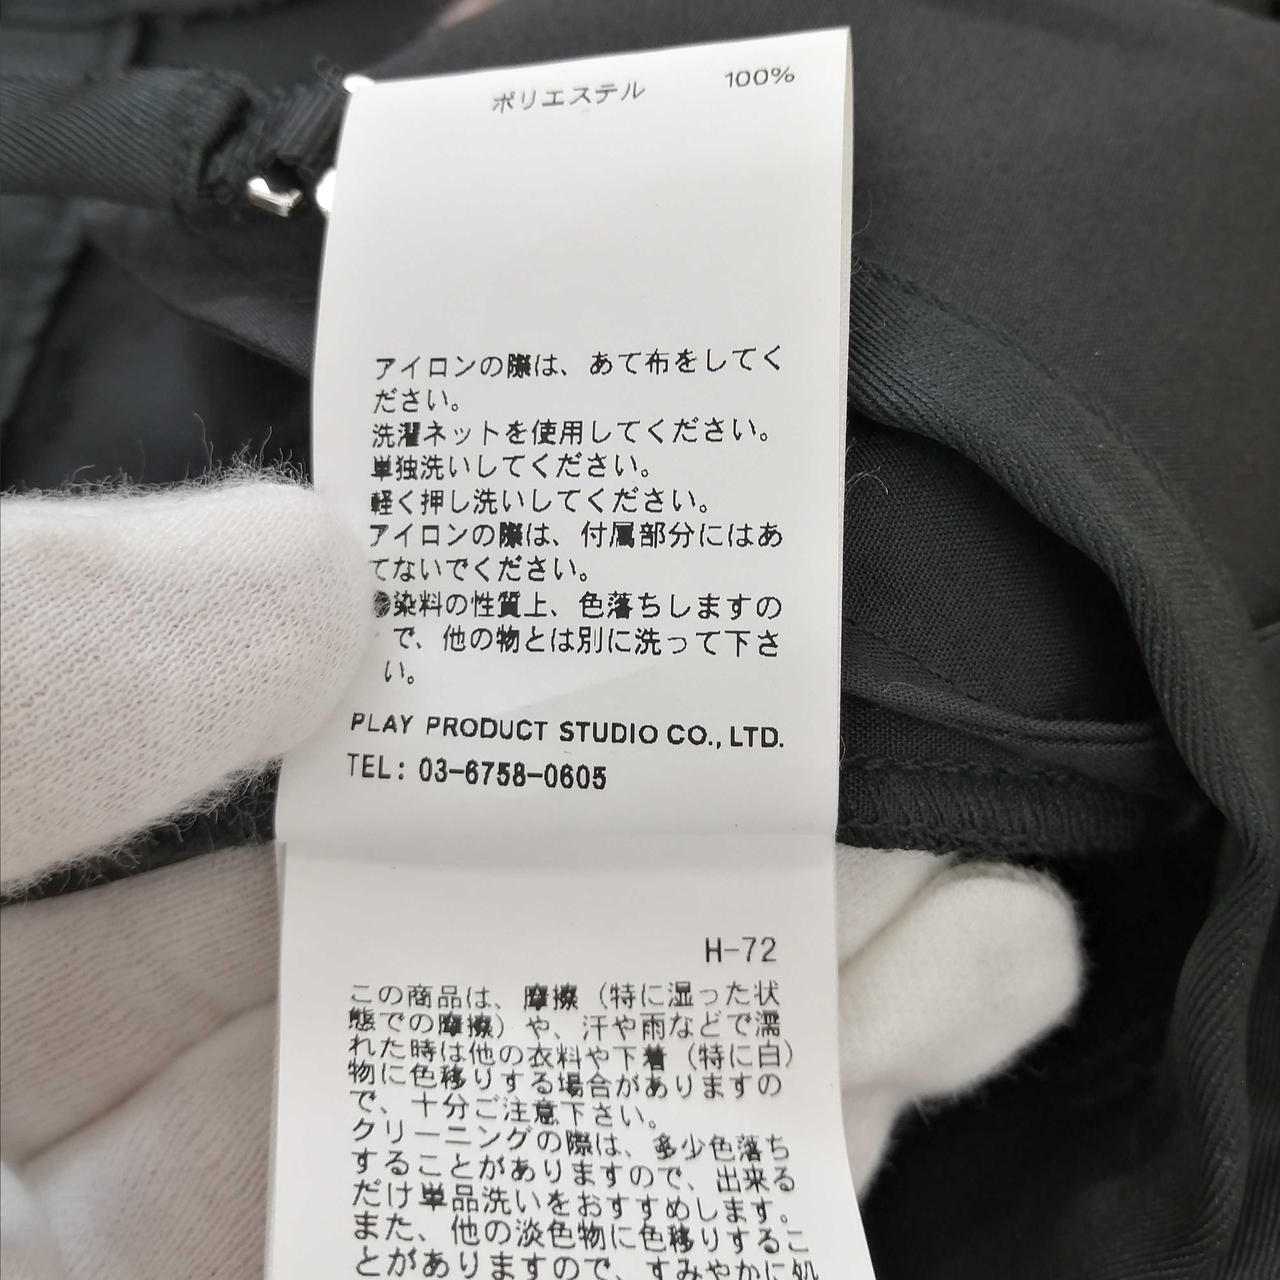 ポリエステル 100%
アイロンの際は、あて布をしてく
ださい。
洗濯ネットを使用してください。
単独洗いしてください。
軽く押し洗いしてください。
アイロンの際は、付属部分にはあ
てないでください。
●染料の性質上、色落ちしますの
で、他の物とは別に洗って下さ
い。
PLAY PRODUCT STUDIO CO., LTD.
TEL: 03-6758-0605
H-72
この商品は、摩擦（特に湿った状
態での摩擦）や、汗や雨などで濡
れた時は他の衣料や下着（特に白）
物に色移りする場合がありますの
で、十分ご注意下さい。
クリーニングの際は、多少色落ち
することがありますので、出来る
だけ単品洗いをおすすめします。
また、他の淡色物に色移りするこ
とがありますので、すみやかに処